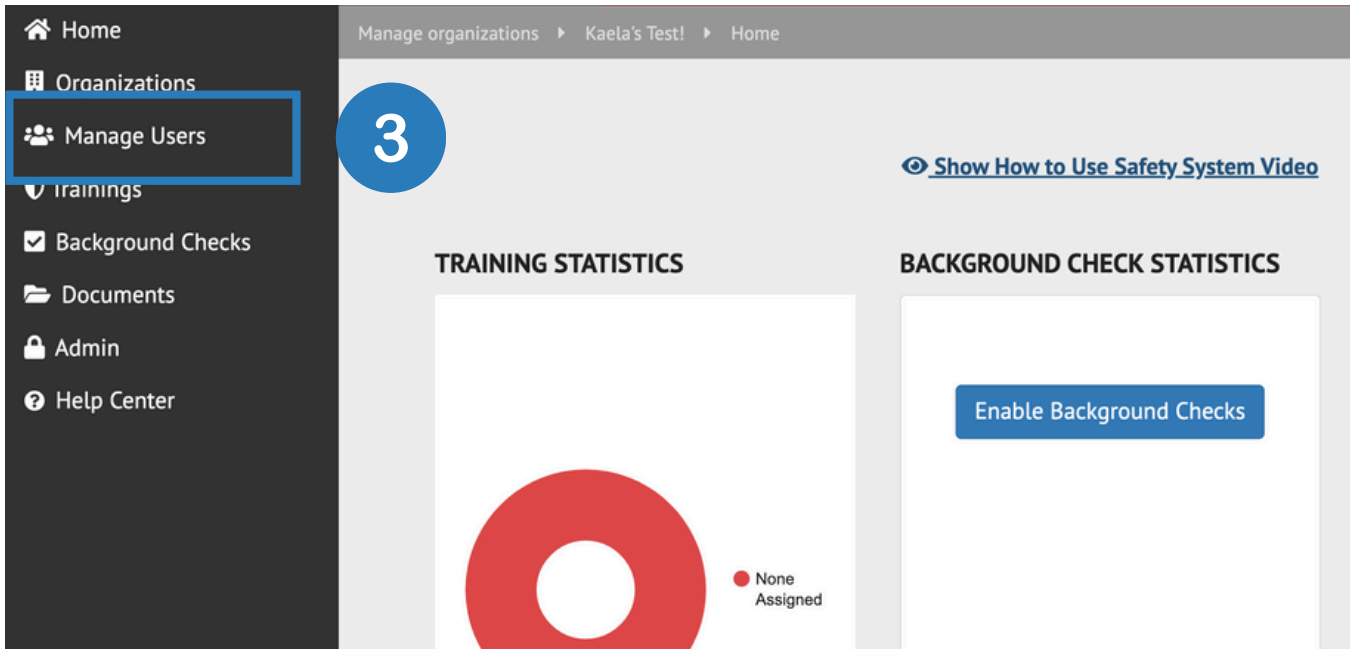 Home
Organizations
Manage Users
Trainings
Background Checks
Documents
Admin
Help Center
3
Manage organizations Kaela's Test! Home
Show How to Use Safety System Video
TRAINING STATISTICS
None
Assigned
BACKGROUND CHECK STATISTICS
Enable Background Checks